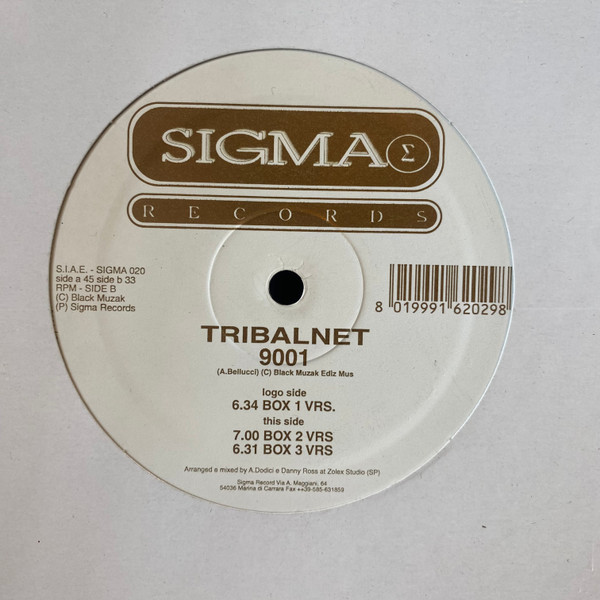 SIGMA Σ
RECORDS
S.I.A.E. - SIGMA 020
side a 45 side b 33
RPM - SIDE B
(C) Black Muzak
(P) Sigma Records
8 019991 620298
TRIBALNET
9001
(A.Bellucci) (C) Black Muzak Ediz Mus
logo side
6.34 BOX 1 VRS.
this side
7.00 BOX 2 VRS
6.31 BOX 3 VRS
Arranged e mixed by A.Dodici e Danny Ross at Zolex Studio (SP)
Sigma Record Via A. Maggiani, 64
54036 Marina di Carrara Fax ++39-585-631859